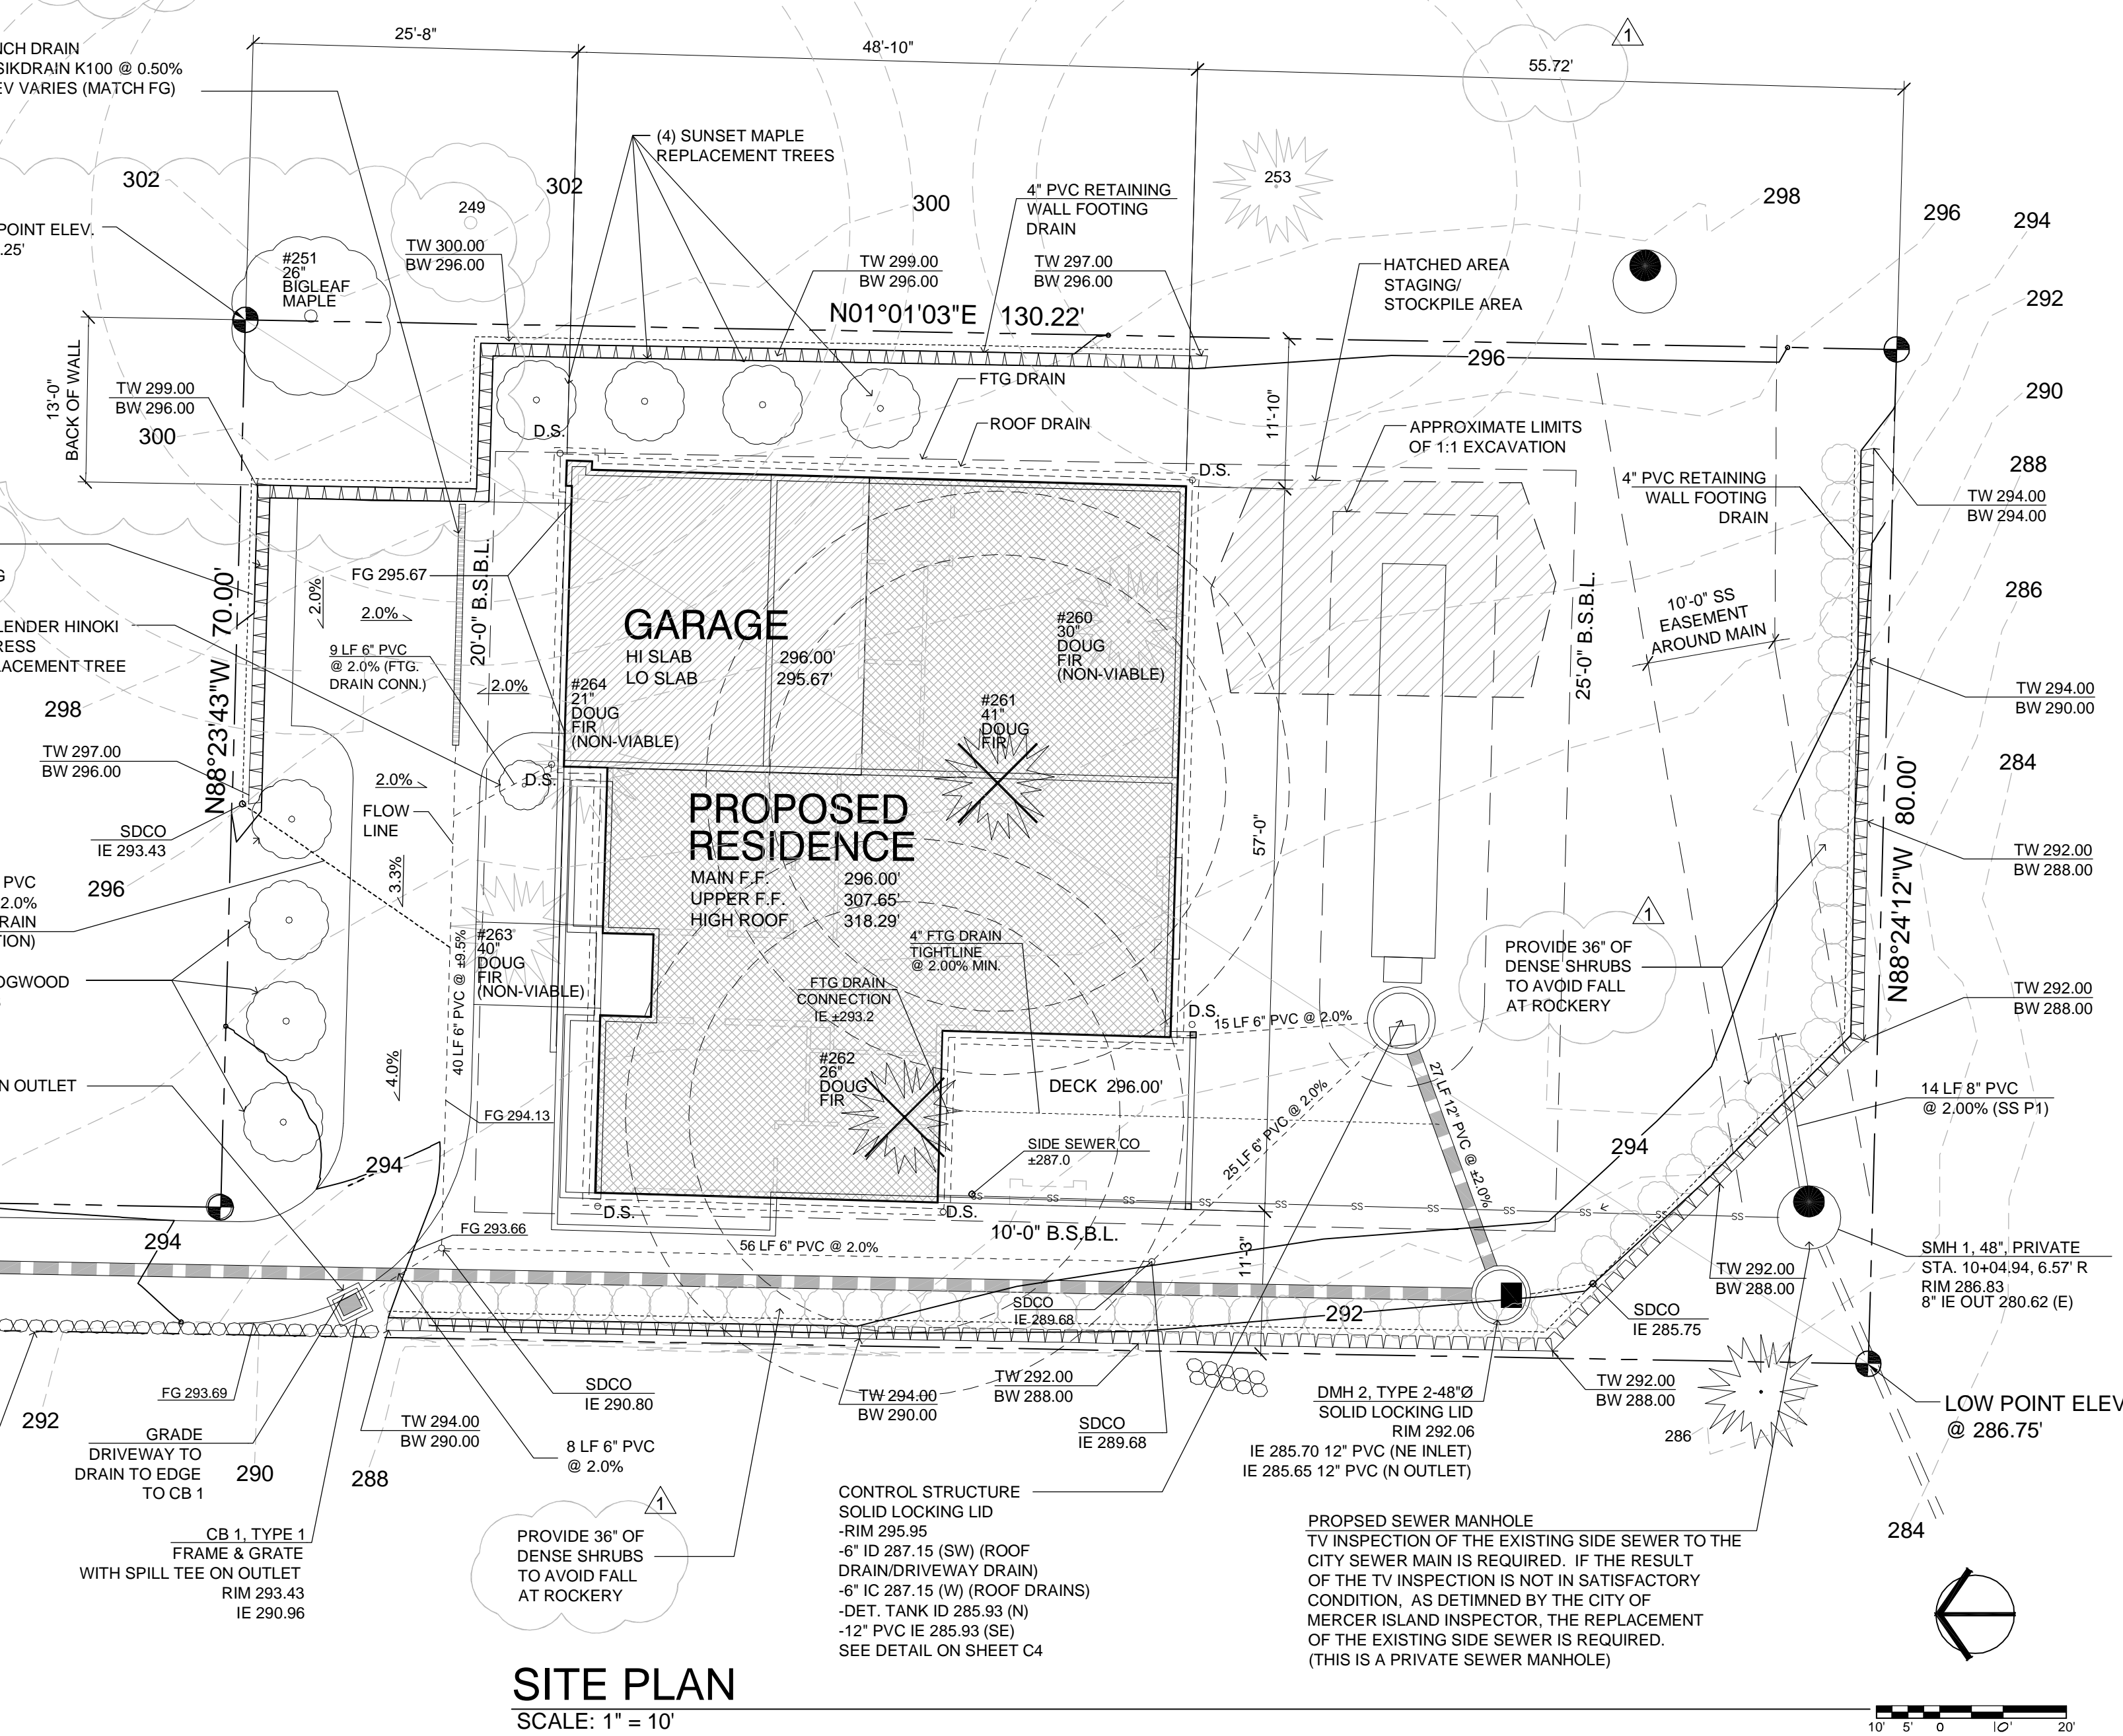 25'-8"
48'-10"
55.72'
1
NCH DRAIN
SIKDRAIN K100 @ 0.50%
EV VARIES (MATCH FG)
(4) SUNSET MAPLE
REPLACEMENT TREES
302
302
249
253
300
298
296
294
292
290
288
286
284
POINT ELEV.
.25'
#251
26"
BIGLEAF
MAPLE
TW 300.00
BW 296.00
TW 299.00
BW 296.00
4" PVC RETAINING
WALL FOOTING
DRAIN
TW 297.00
BW 296.00
N01°01'03"E 130.22'
HATCHED AREA
STAGING/
STOCKPILE AREA
296
13'-0"
BACK OF WALL
TW 299.00
BW 296.00
300
D.S.
FTG DRAIN
ROOF DRAIN
D.S.
11'-10"
APPROXIMATE LIMITS
OF 1:1 EXCAVATION
4" PVC RETAINING
WALL FOOTING
DRAIN
TW 294.00
BW 294.00
G
N88°23'43"W 70.00'
2.0%
2.0%
FG 295.67
20'-0" B.S.B.L.
GARAGE
HI SLAB 296.00'
LO SLAB 295.67'
#260
30"
DOUG
FIR
(NON-VIABLE)
25'-0" B.S.B.L.
10'-0" SS
EASEMENT
AROUND MAIN
LENDER HINOKI
RESS
LACEMENT TREE
9 LF 6" PVC
@ 2.0% (FTG.
DRAIN CONN.)
2.0%
#264
21"
DOUG
FIR
(NON-VIABLE)
#261
41"
DOUG
FIR
TW 294.00
BW 290.00
298
TW 297.00
BW 296.00
2.0%
D.S.
FLOW
LINE
SDCO
IE 293.43
PROPOSED
RESIDENCE
MAIN F.F. 296.00'
UPPER F.F. 307.65'
HIGH ROOF 318.29'
57'-0"
N88°24'12"W 80.00'
TW 292.00
BW 288.00
PVC
2.0%
RAIN
TION)
296
3.3%
40 LF 6" PVC @ ±9.5%
#263
40"
DOUG
FIR
(NON-VIABLE)
4" FTG DRAIN
TIGHTLINE
@ 2.00% MIN.
FTG DRAIN
CONNECTION
IE ±293.2
1
PROVIDE 36" OF
DENSE SHRUBS
TO AVOID FALL
AT ROCKERY
TW 292.00
BW 288.00
OGWOOD
D.S.
15 LF 6" PVC @ 2.0%
4.0%
N OUTLET
#262
26"
DOUG
FIR
DECK 296.00'
25 LF 6" PVC @ 2.0%
27 LF 12" PVC @ ±2.0%
14 LF 8" PVC
@ 2.00% (SS P1)
FG 294.13
294
SIDE SEWER CO
±287.0
294
SS SS SS SS SS SS SS SS SS SS SS
D.S.
D.S.
10'-0" B.S.B.L.
FG 293.66
56 LF 6" PVC @ 2.0%
11'-3"
294
SMH 1, 48", PRIVATE
STA. 10+04.94, 6.57' R
RIM 286.83
8" IE OUT 280.62 (E)
TW 292.00
BW 288.00
SDCO
IE 289.68
292
SDCO
IE 285.75
FG 293.69
SDCO
IE 290.80
TW 294.00
BW 290.00
TW 292.00
BW 288.00
TW 292.00
BW 288.00
LOW POINT ELEV
@ 286.75'
292
TW 294.00
BW 290.00
SDCO
IE 289.68
DMH 2, TYPE 2-48"Ø
SOLID LOCKING LID
RIM 292.06
IE 285.70 12" PVC (NE INLET)
IE 285.65 12" PVC (N OUTLET)
286
GRADE
DRIVEWAY TO
DRAIN TO EDGE
TO CB 1
290
288
8 LF 6" PVC
@ 2.0%
CONTROL STRUCTURE
SOLID LOCKING LID
-RIM 295.95
-6" ID 287.15 (SW) (ROOF
DRAIN/DRIVEWAY DRAIN)
-6" IC 287.15 (W) (ROOF DRAINS)
-DET. TANK ID 285.93 (N)
-12" PVC IE 285.93 (SE)
SEE DETAIL ON SHEET C4
284
CB 1, TYPE 1
FRAME & GRATE
WITH SPILL TEE ON OUTLET
RIM 293.43
IE 290.96
1
PROVIDE 36" OF
DENSE SHRUBS
TO AVOID FALL
AT ROCKERY
PROPSED SEWER MANHOLE
TV INSPECTION OF THE EXISTING SIDE SEWER TO THE
CITY SEWER MAIN IS REQUIRED. IF THE RESULT
OF THE TV INSPECTION IS NOT IN SATISFACTORY
CONDITION, AS DETIMNED BY THE CITY OF
MERCER ISLAND INSPECTOR, THE REPLACEMENT
OF THE EXISTING SIDE SEWER IS REQUIRED.
(THIS IS A PRIVATE SEWER MANHOLE)
SITE PLAN
SCALE: 1" = 10'
10' 5' 0 10' 20'